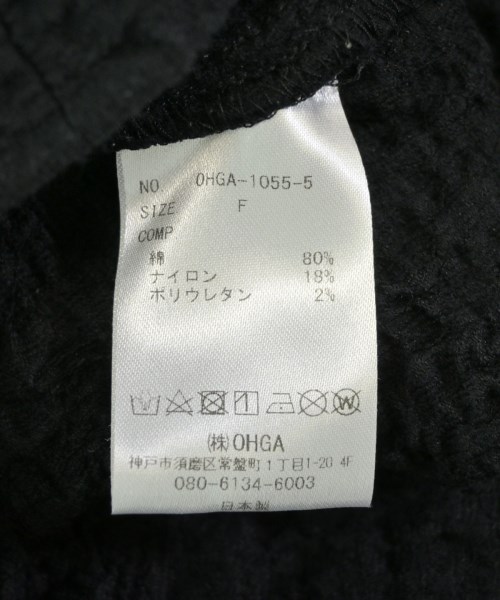 NO OHGA-1055-5
SIZE F
COMP
綿 80%
ナイロン 18%
ポリウレタン 2%
W
(株)OHGA
神戸市須磨区常盤町1丁目1-20 4F
080-6134-6003
日本製